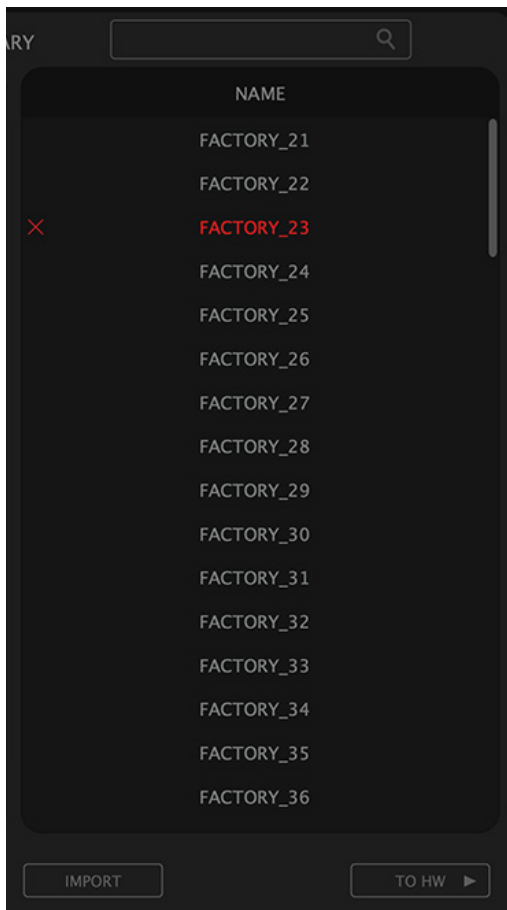 ARY
NAME
FACTORY_21
FACTORY_22
FACTORY_23
FACTORY_24
FACTORY_25
FACTORY_26
FACTORY_27
FACTORY_28
FACTORY_29
FACTORY_30
FACTORY_31
FACTORY_32
FACTORY_33
FACTORY_34
FACTORY_35
FACTORY_36
IMPORT
TO HW